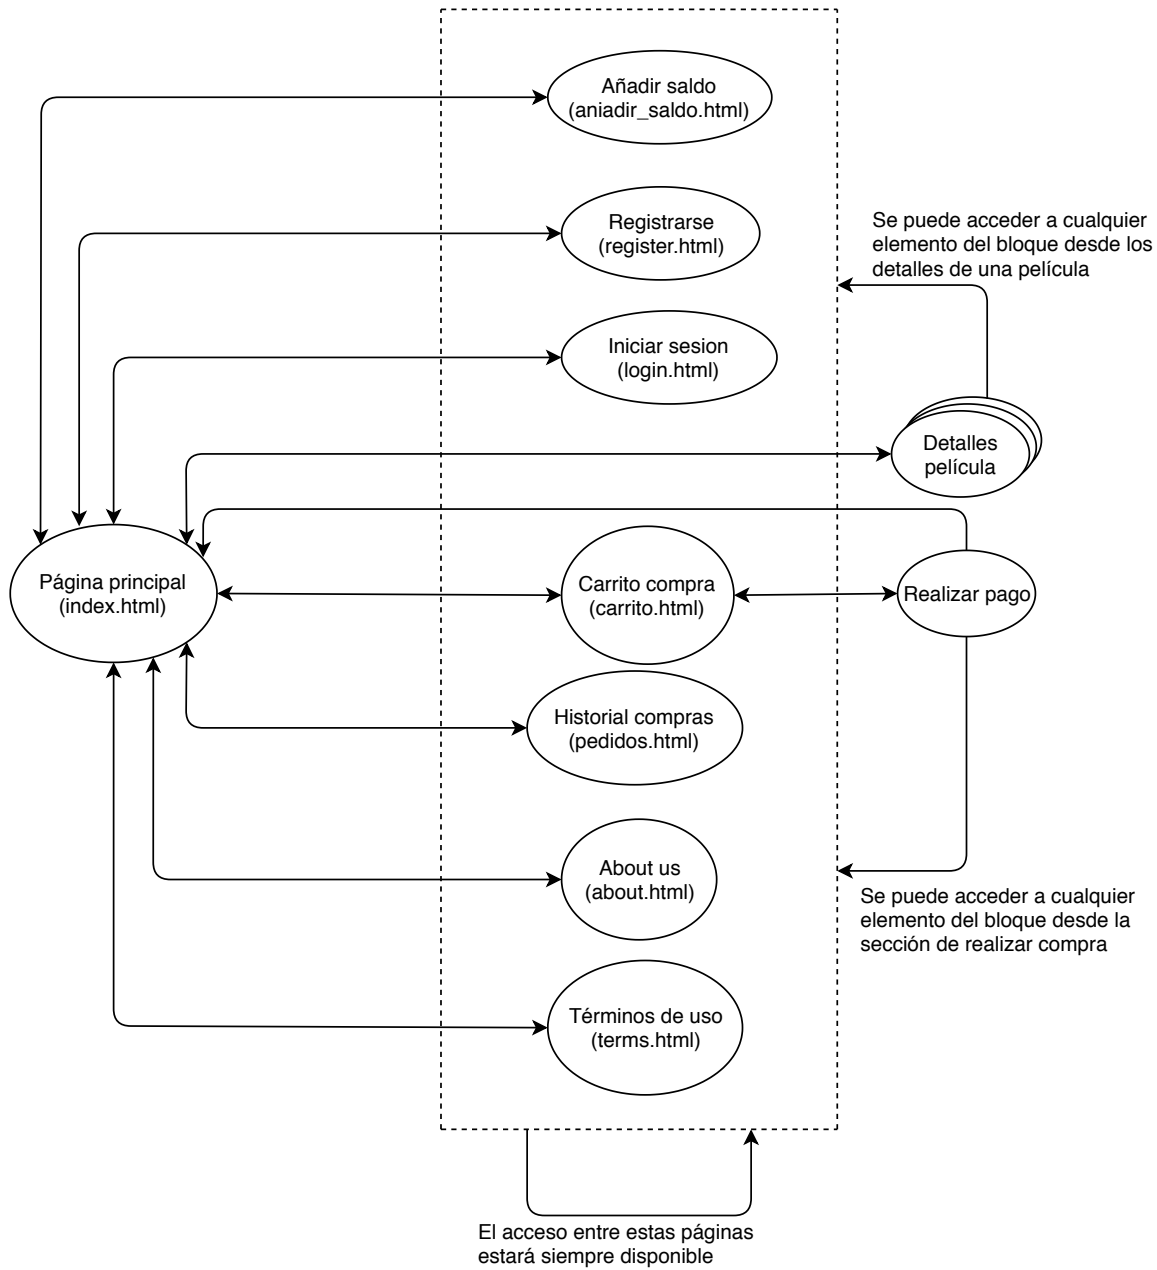 Añadir saldo
(aniadir_saldo.html)
Registrarse
(register.html)
Se puede acceder a cualquier
elemento del bloque desde los
detalles de una película
Iniciar sesion
(login.html)
Detalles
película
Página principal
(index.html)
Carrito compra
(carrito.html)
Realizar pago
Historial compras
(pedidos.html)
About us
(about.html)
Se puede acceder a cualquier
elemento del bloque desde la
sección de realizar compra
Términos de uso
(terms.html)
El acceso entre estas páginas
estará siempre disponible